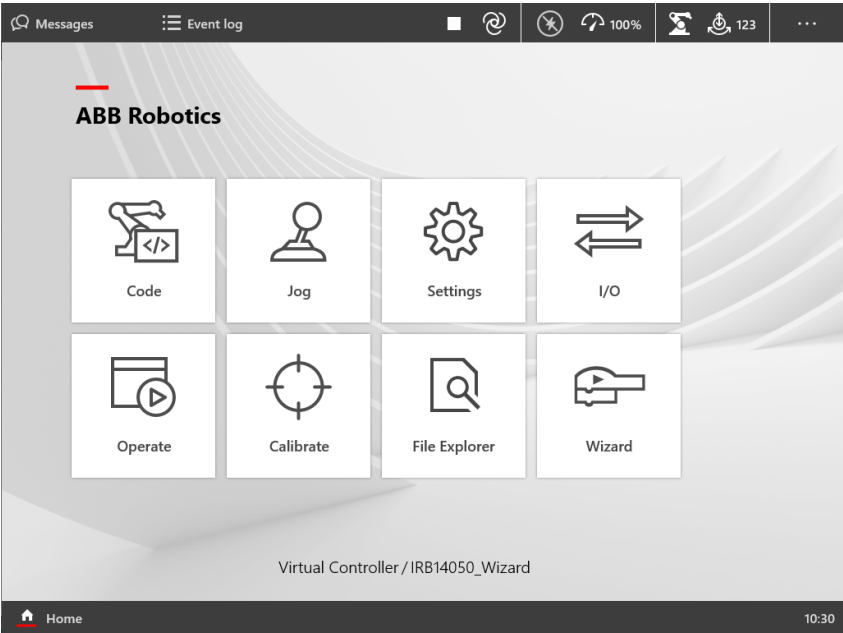 Messages
Event log
100%
123
...
ABB Robotics
</>
Code
Jog
Settings
I/O
Operate
Calibrate
File Explorer
Wizard
Virtual Controller / IRB14050_Wizard
Home
10:30